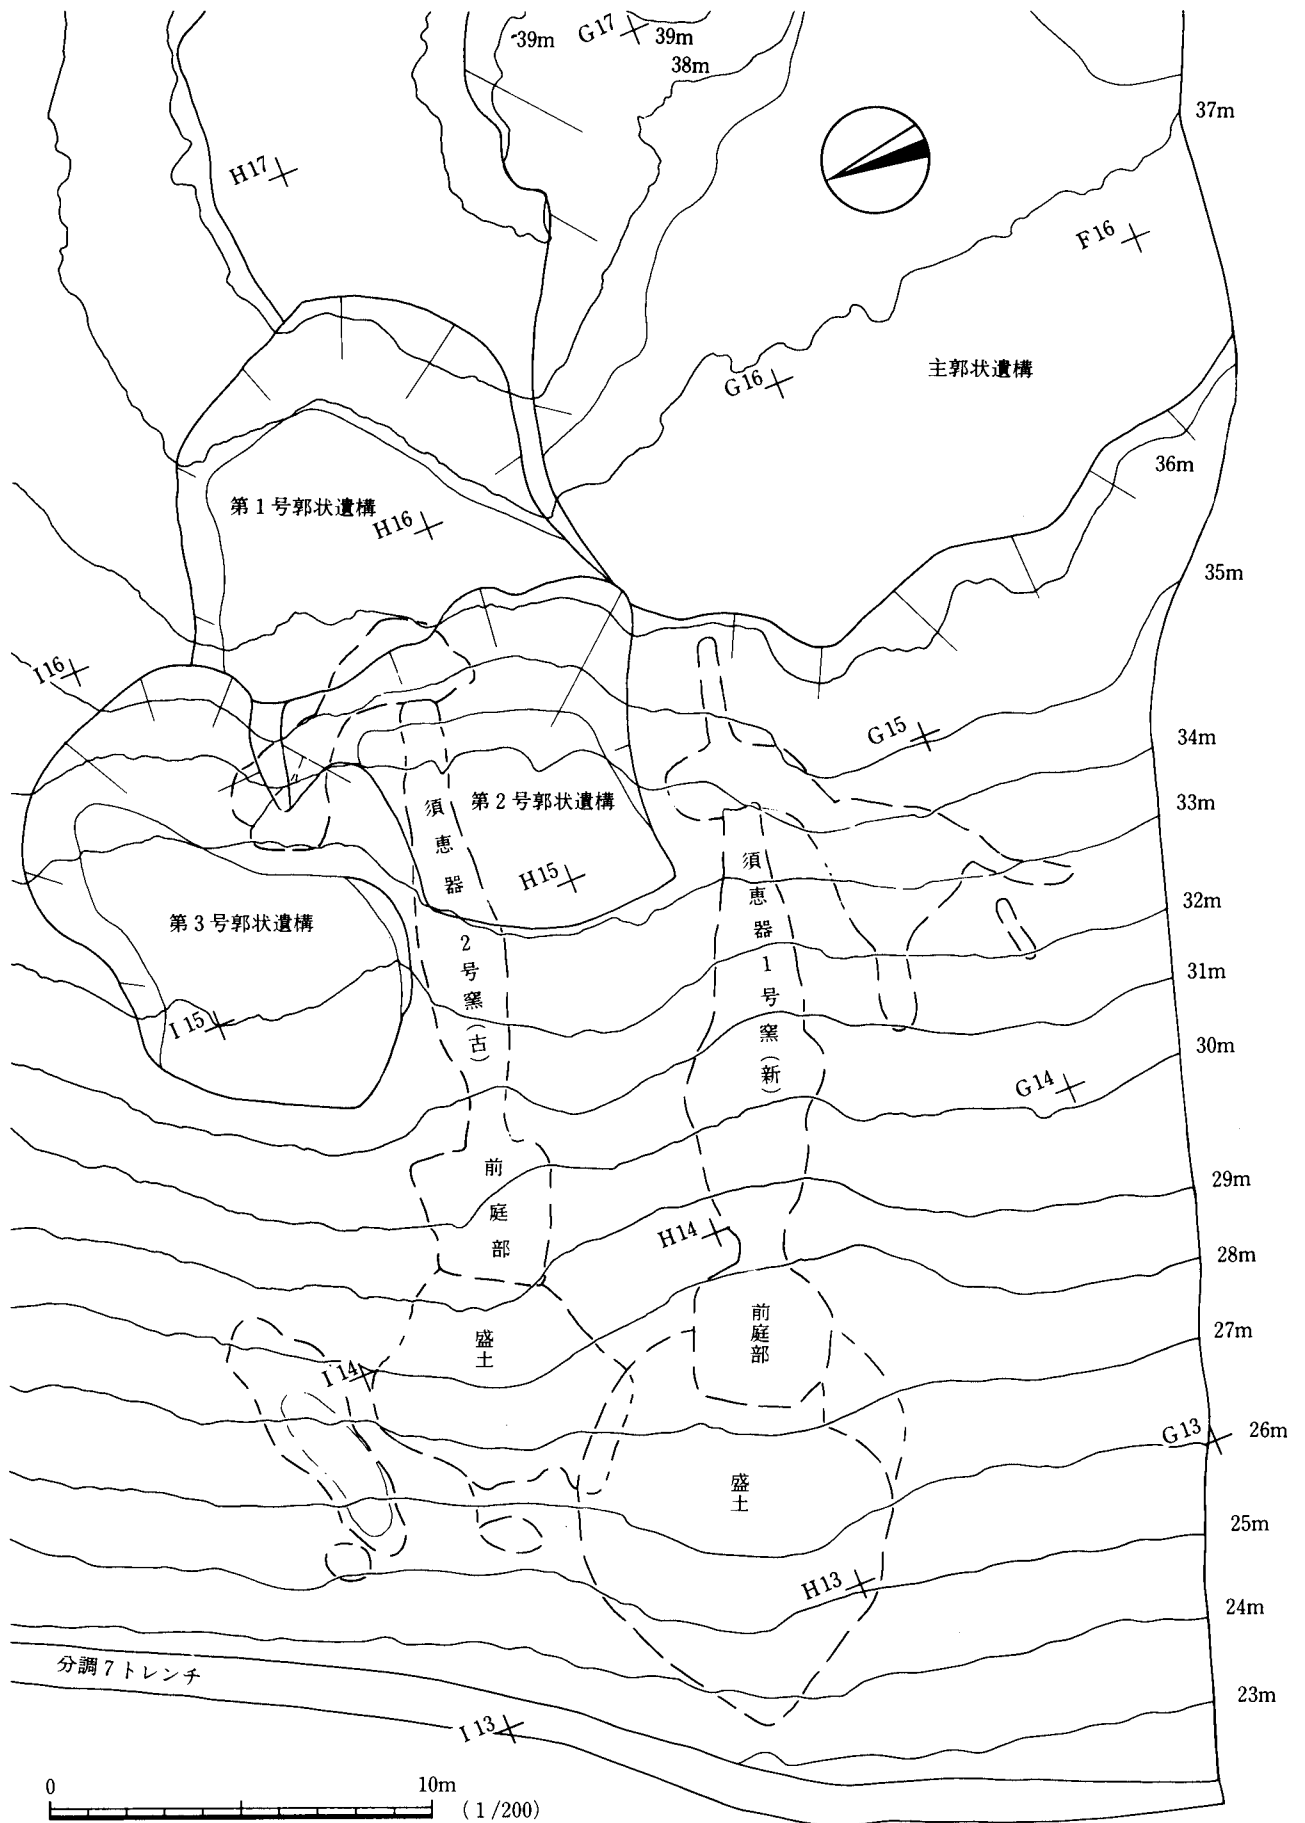 39m
G17
39m
38m
37m
H17
F16
主郭状遺構
G16
36m
第1号郭状遺構
H16
35m
I16
G15
34m
須恵器2号窯(古)
第2号郭状遺構
33m
須恵器1号窯(新)
H15
32m
第3号郭状遺構
31m
I15
30m
G14
前庭部
29m
H14
28m
前庭部
27m
盛土
I14
G13
26m
盛土
25m
H13
24m
分調7トレンチ
23m
I13
0
10m
(1/200)